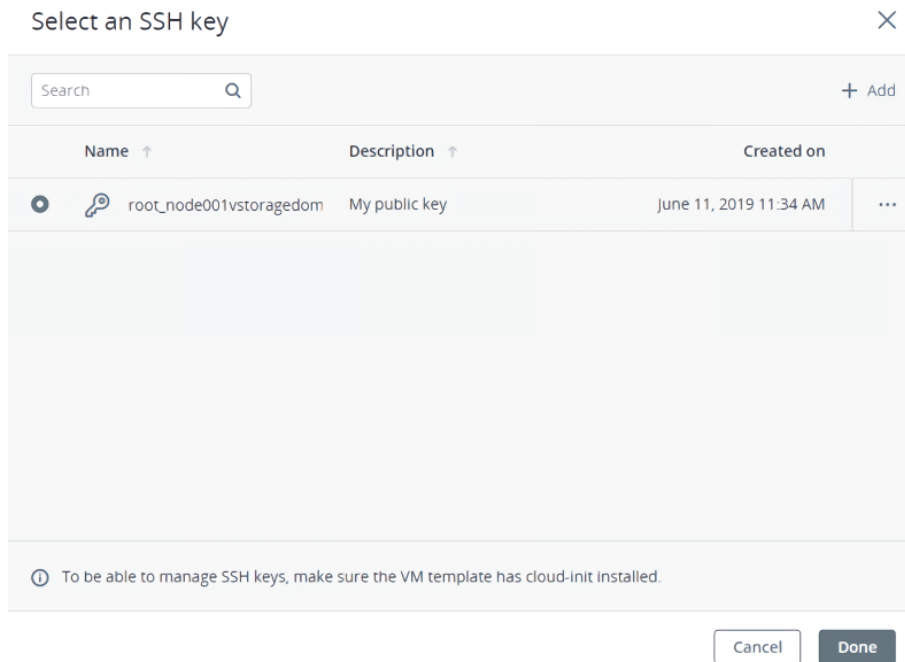 Select an SSH key
Search
+ Add
Name ↑ Description ↑ Created on
root_node001vstoragedom My public key June 11, 2019 11:34 AM ...
To be able to manage SSH keys, make sure the VM template has cloud-init installed.
Cancel Done